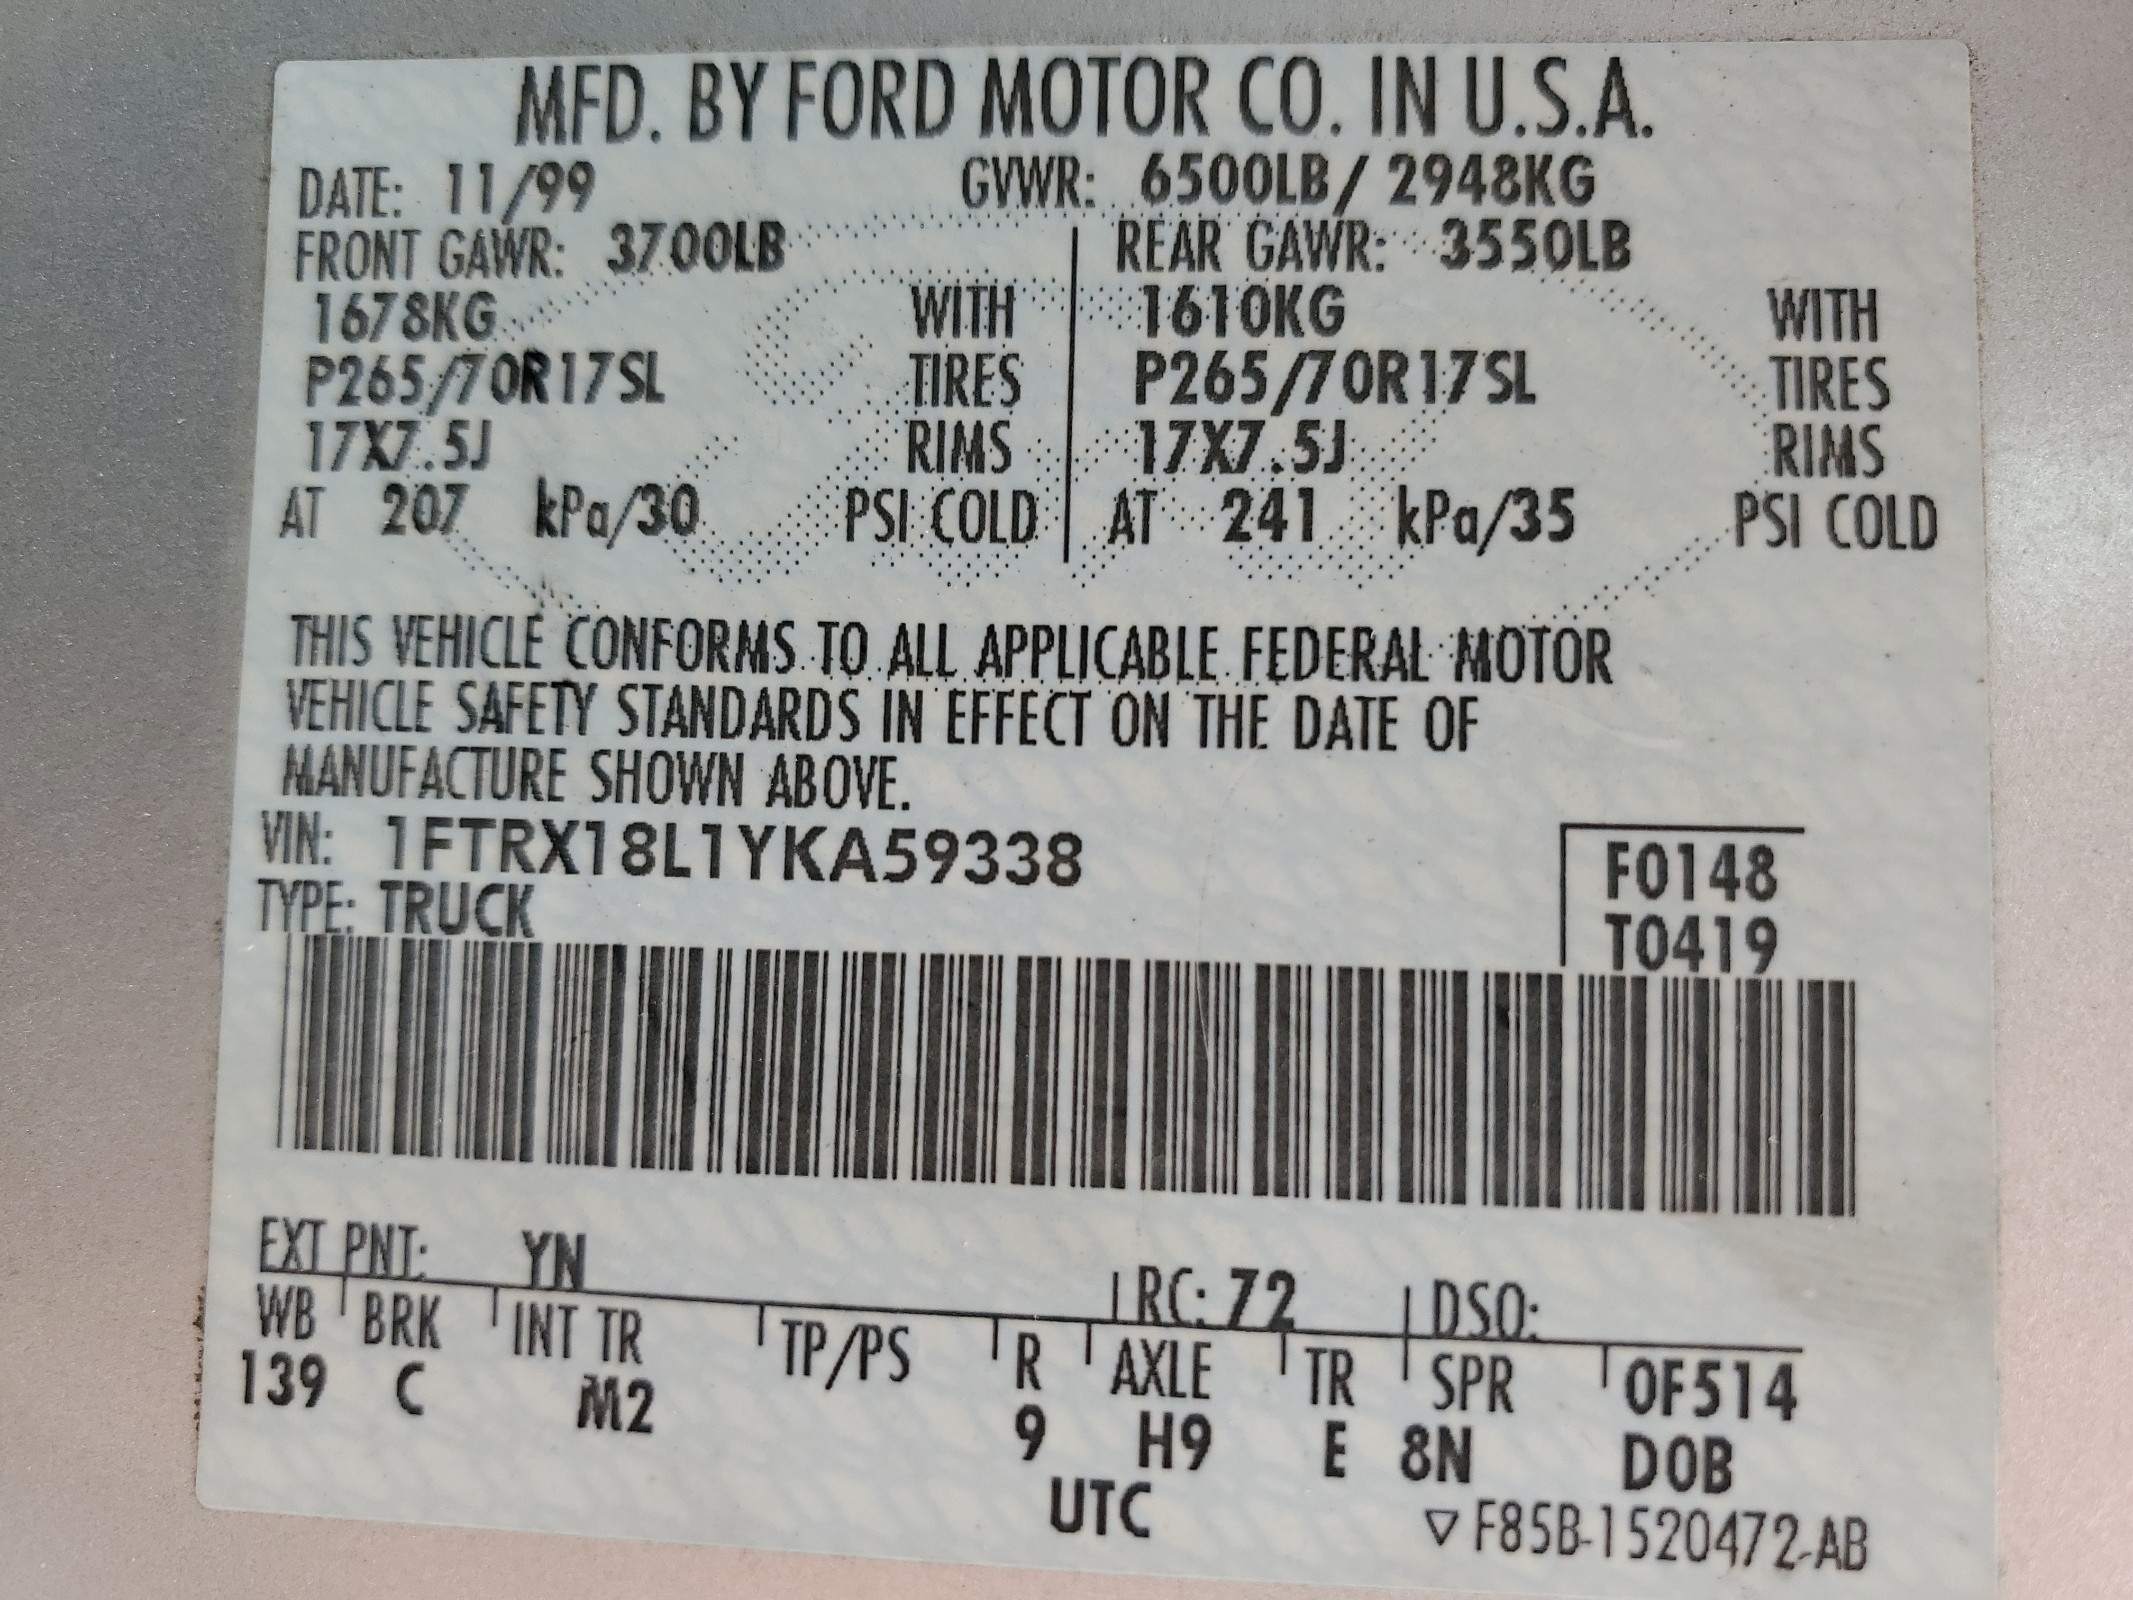 MFD. BY FORD MOTOR CO. IN U.S.A.
DATE: 11/99 GVWR: 6500LB/ 2948KG
FRONT GAWR: 3700LB REAR GAWR: 3550LB
1678KG WITH 1610KG WITH
P265/70R17SL TIRES P265/70R17SL TIRES
17X7.5J RIMS 17X7.5J RIMS
AT 207 kPa/30 PSI COLD AT 241 kPa/35 PSI COLD
THIS VEHICLE CONFORMS TO ALL APPLICABLE FEDERAL MOTOR
VEHICLE SAFETY STANDARDS IN EFFECT ON THE DATE OF
MANUFACTURE SHOWN ABOVE.
VIN: 1FTRX18L1YKA59338 F0148
TYPE: TRUCK T0419
EXT PNT: YN RC: 72 DSO:
WB BRK INT TR TP/PS R AXLE TR SPR 0F514
139 C M2 9 H9 E 8N DOB
UTC
▽ F85B-1520472-AB